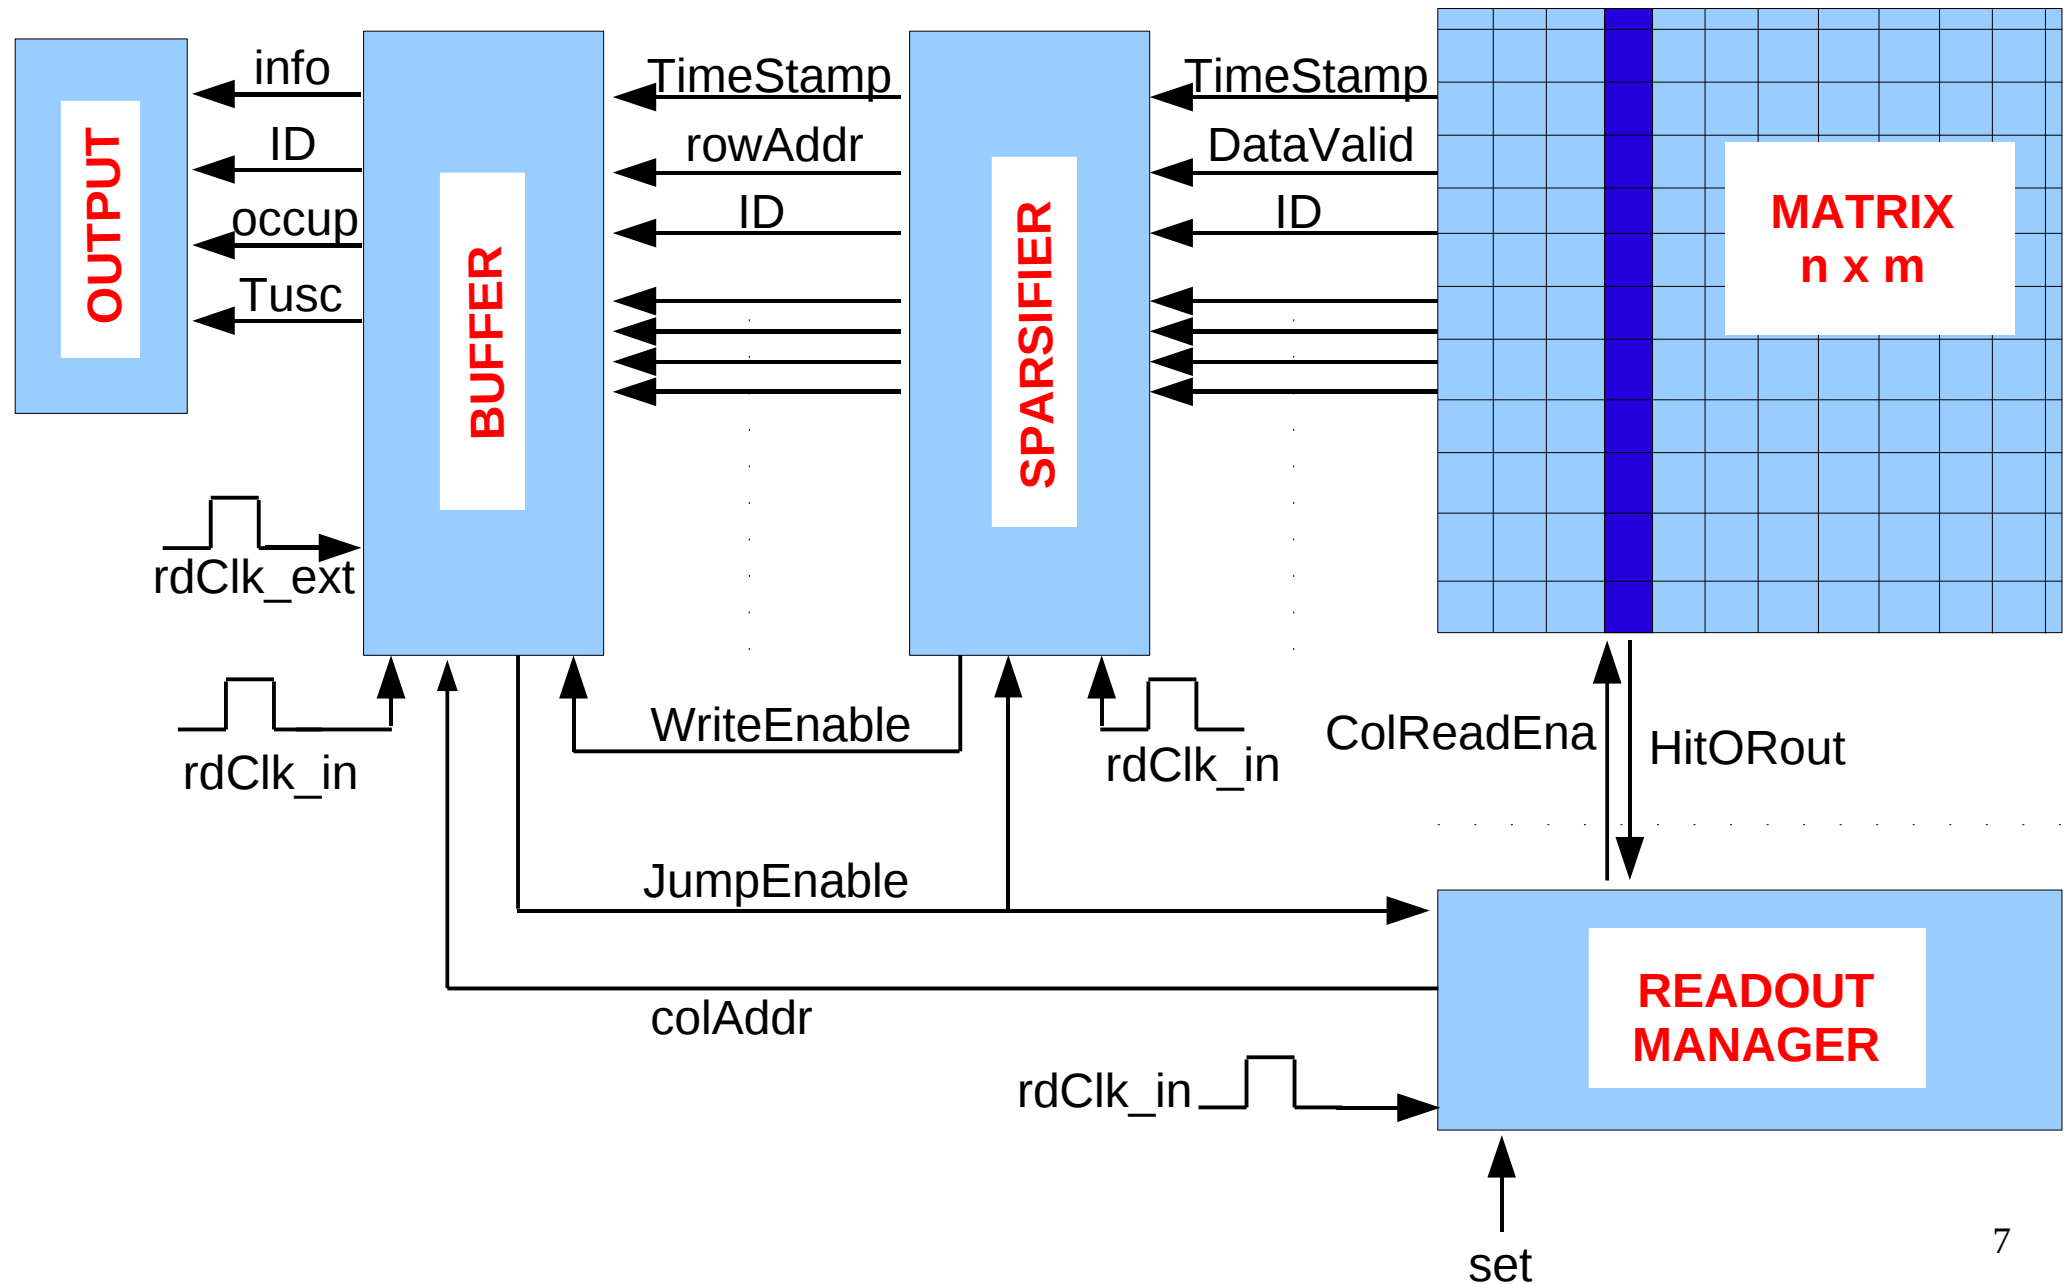 info
ID
occup
Tusc
OUTPUT
BUFFER
TimeStamp
rowAddr
ID
SPARSIFIER
TimeStamp
DataValid
ID
MATRIX
n x m
rdClk_ext
rdClk_in
WriteEnable
rdClk_in
ColReadEna
HitORout
JumpEnable
colAddr
READOUT
MANAGER
rdClk_in
set
7